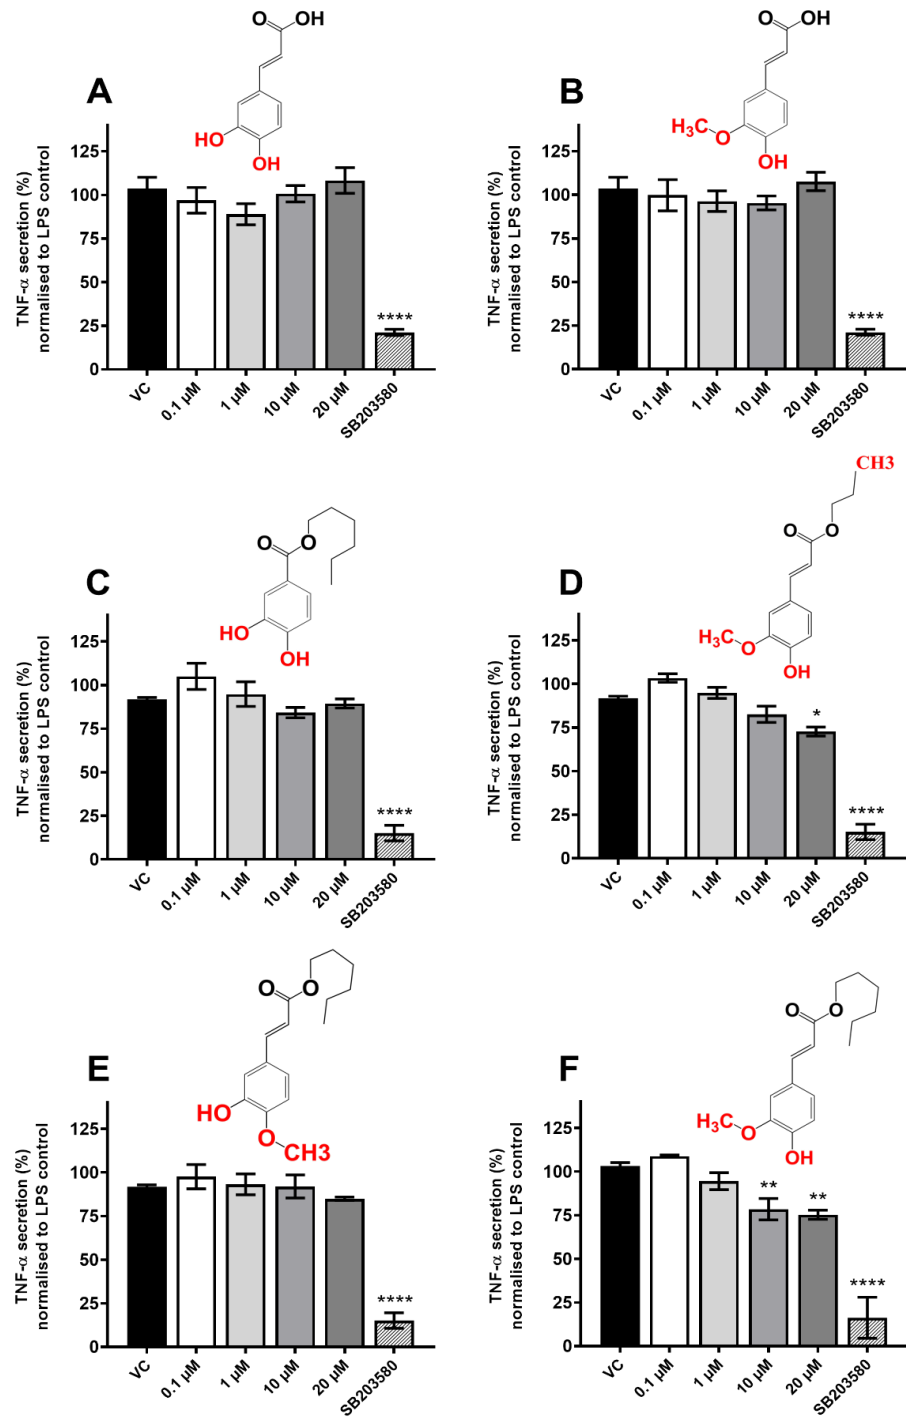 A
O
OH
HO
OH
TNF-α secretion (%)
normalised to LPS control
125
100
75
50
25
0
****
VC
0.1 µM
1 µM
10 µM
20 µM
SB203580
B
O
OH
H₃C
O
OH
TNF-α secretion (%)
normalised to LPS control
125
100
75
50
25
0
****
VC
0.1 µM
1 µM
10 µM
20 µM
SB203580
C
O
O
HO
OH
TNF-α secretion (%)
normalised to LPS control
125
100
75
50
25
0
****
VC
0.1 µM
1 µM
10 µM
20 µM
SB203580
D
CH3
O
O
H₃C
O
OH
TNF-α secretion (%)
normalised to LPS control
125
100
75
50
25
0
*
****
VC
0.1 µM
1 µM
10 µM
20 µM
SB203580
E
O
O
HO
O
CH3
TNF-α secretion (%)
normalised to LPS control
125
100
75
50
25
0
****
VC
0.1 µM
1 µM
10 µM
20 µM
SB203580
F
O
O
H₃C
O
OH
TNF-α secretion (%)
normalised to LPS control
125
100
75
50
25
0
**
**
****
VC
0.1 µM
1 µM
10 µM
20 µM
SB203580